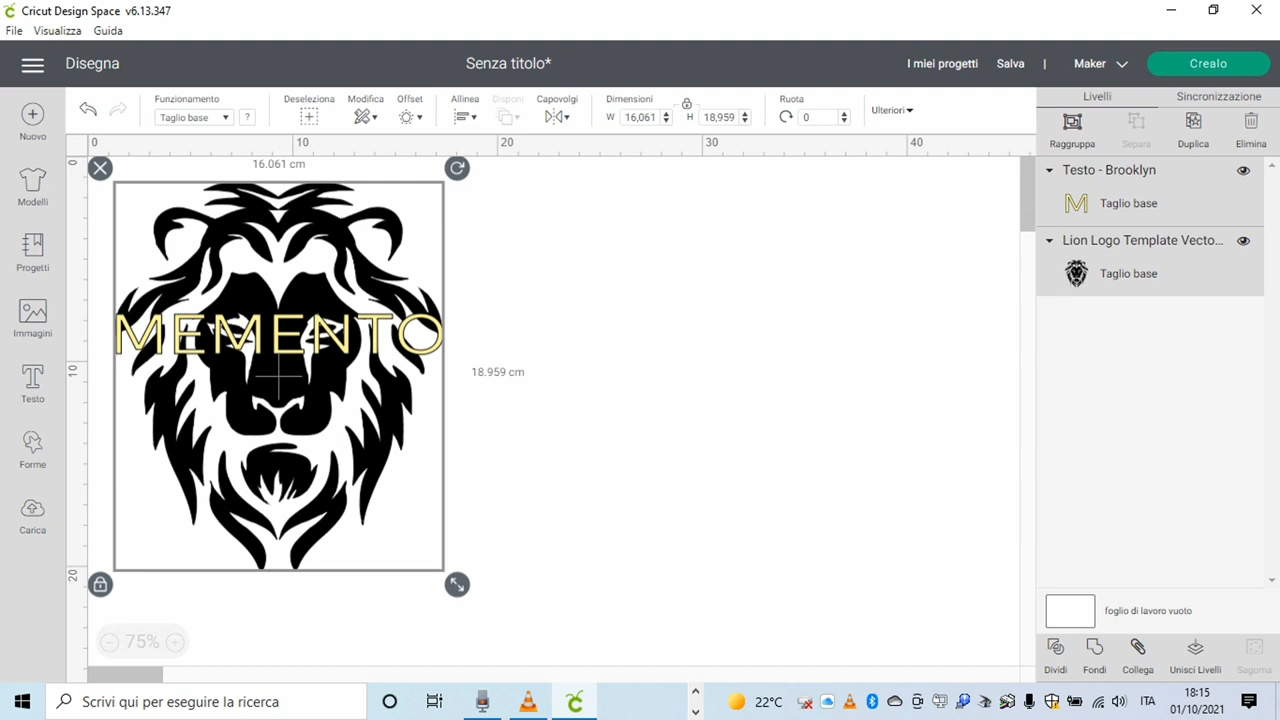 Cricut Design Space v6.13.347
File Visualizza Guida
Disegna
Senza titolo*
I miei progetti Salva | Maker Crealo
Funzionamento Deseleziona Modifica Offset Allinea Disponi Capovolgi Dimensioni Ruota
Taglio base ? W 16,061 H 18,959 0 Ulteriori
Livelli Sincronizzazione
Raggruppa Separa Duplica Elimina
Nuovo
Modelli
Progetti
Immagini
Testo
Forme
Carica
0 10 20 30 40
0
10
20
16.061 cm
18.959 cm
MEMENTO
75%
Testo - Brooklyn
M Taglio base
Lion Logo Template Vecto...
Taglio base
foglio di lavoro vuoto
Dividi Fondi Collega Unisci Livelli Sagoma
Scrivi qui per eseguire la ricerca
22°C
ITA
18:15
01/10/2021